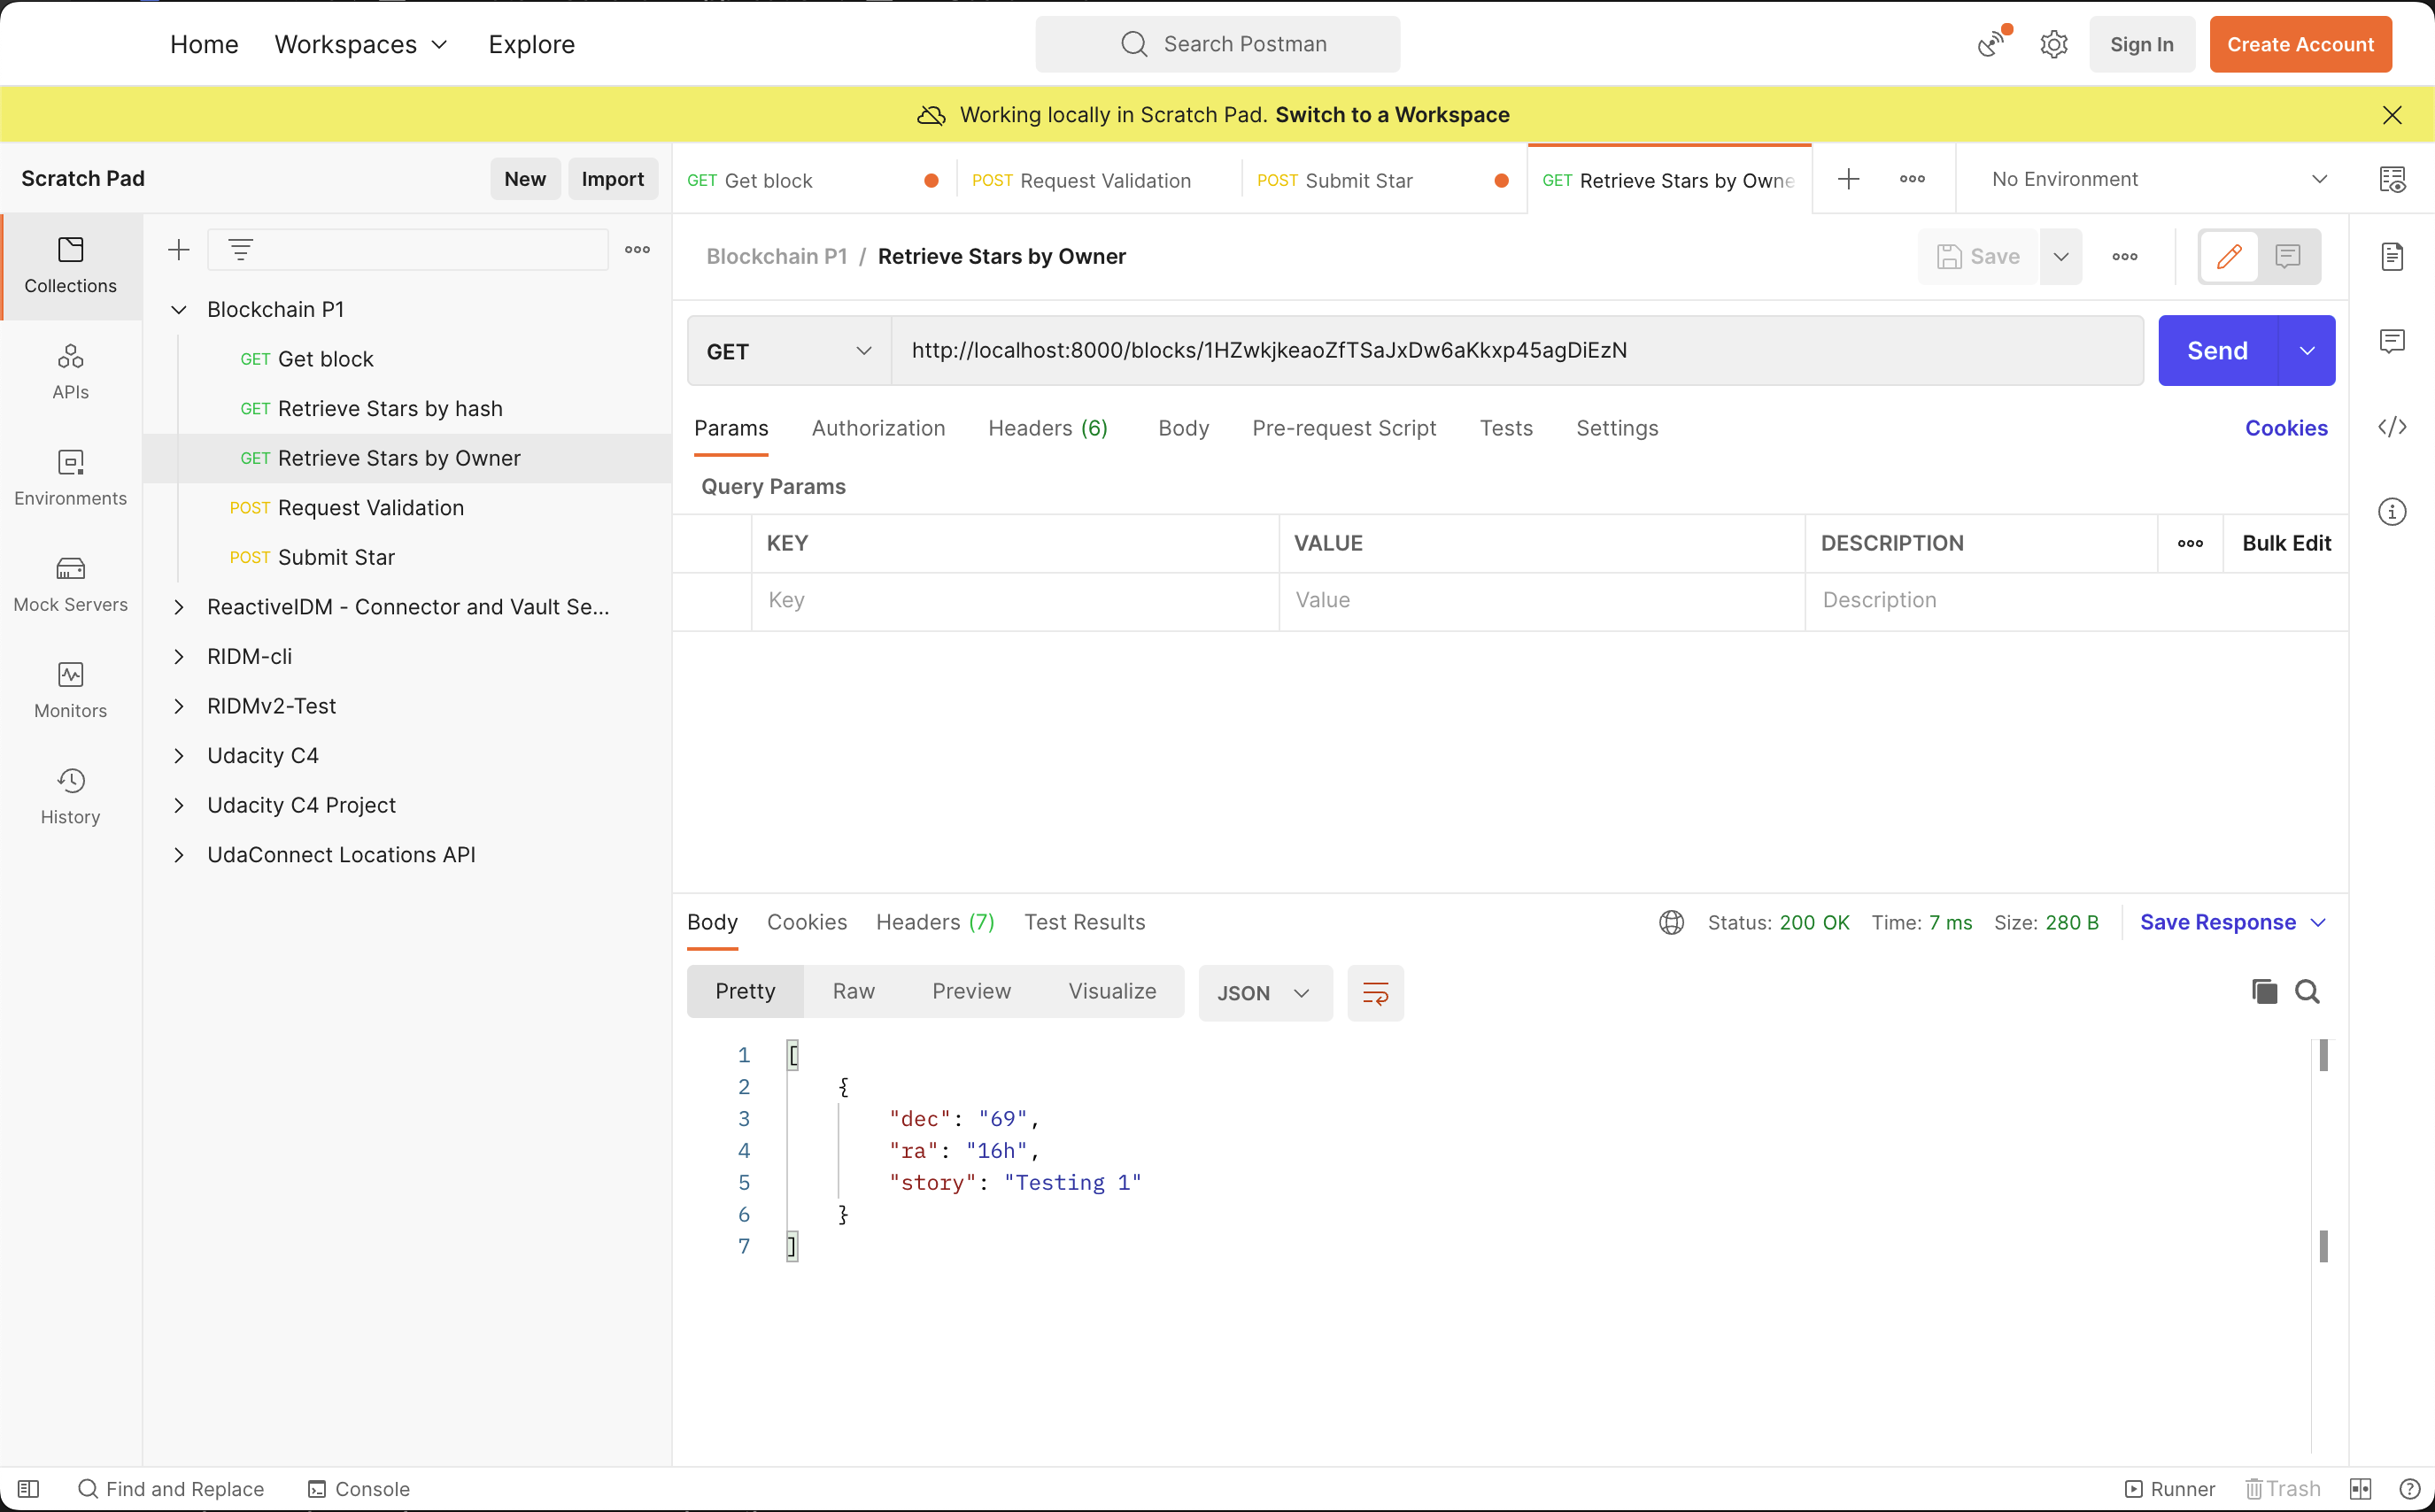 Home Workspaces Explore Search Postman Sign In Create Account
Working locally in Scratch Pad. Switch to a Workspace
Scratch Pad New Import
GET Get block POST Request Validation POST Submit Star GET Retrieve Stars by Owne No Environment
Collections
APIs
Environments
Mock Servers
Monitors
History
Blockchain P1
GET Get block
GET Retrieve Stars by hash
GET Retrieve Stars by Owner
POST Request Validation
POST Submit Star
ReactiveIDM - Connector and Vault Se...
RIDM-cli
RIDMv2-Test
Udacity C4
Udacity C4 Project
UdaConnect Locations API
Blockchain P1 / Retrieve Stars by Owner Save
GET http://localhost:8000/blocks/1HZwkjkeaoZfTSaJxDw6aKkxp45agDiEzN Send
Params Authorization Headers (6) Body Pre-request Script Tests Settings Cookies
Query Params
KEY VALUE DESCRIPTION Bulk Edit
Key Value Description
Body Cookies Headers (7) Test Results Status: 200 OK Time: 7 ms Size: 280 B Save Response
Pretty Raw Preview Visualize JSON
1 [
2 {
3 "dec": "69",
4 "ra": "16h",
5 "story": "Testing 1"
6 }
7 ]
Find and Replace Console Runner Trash